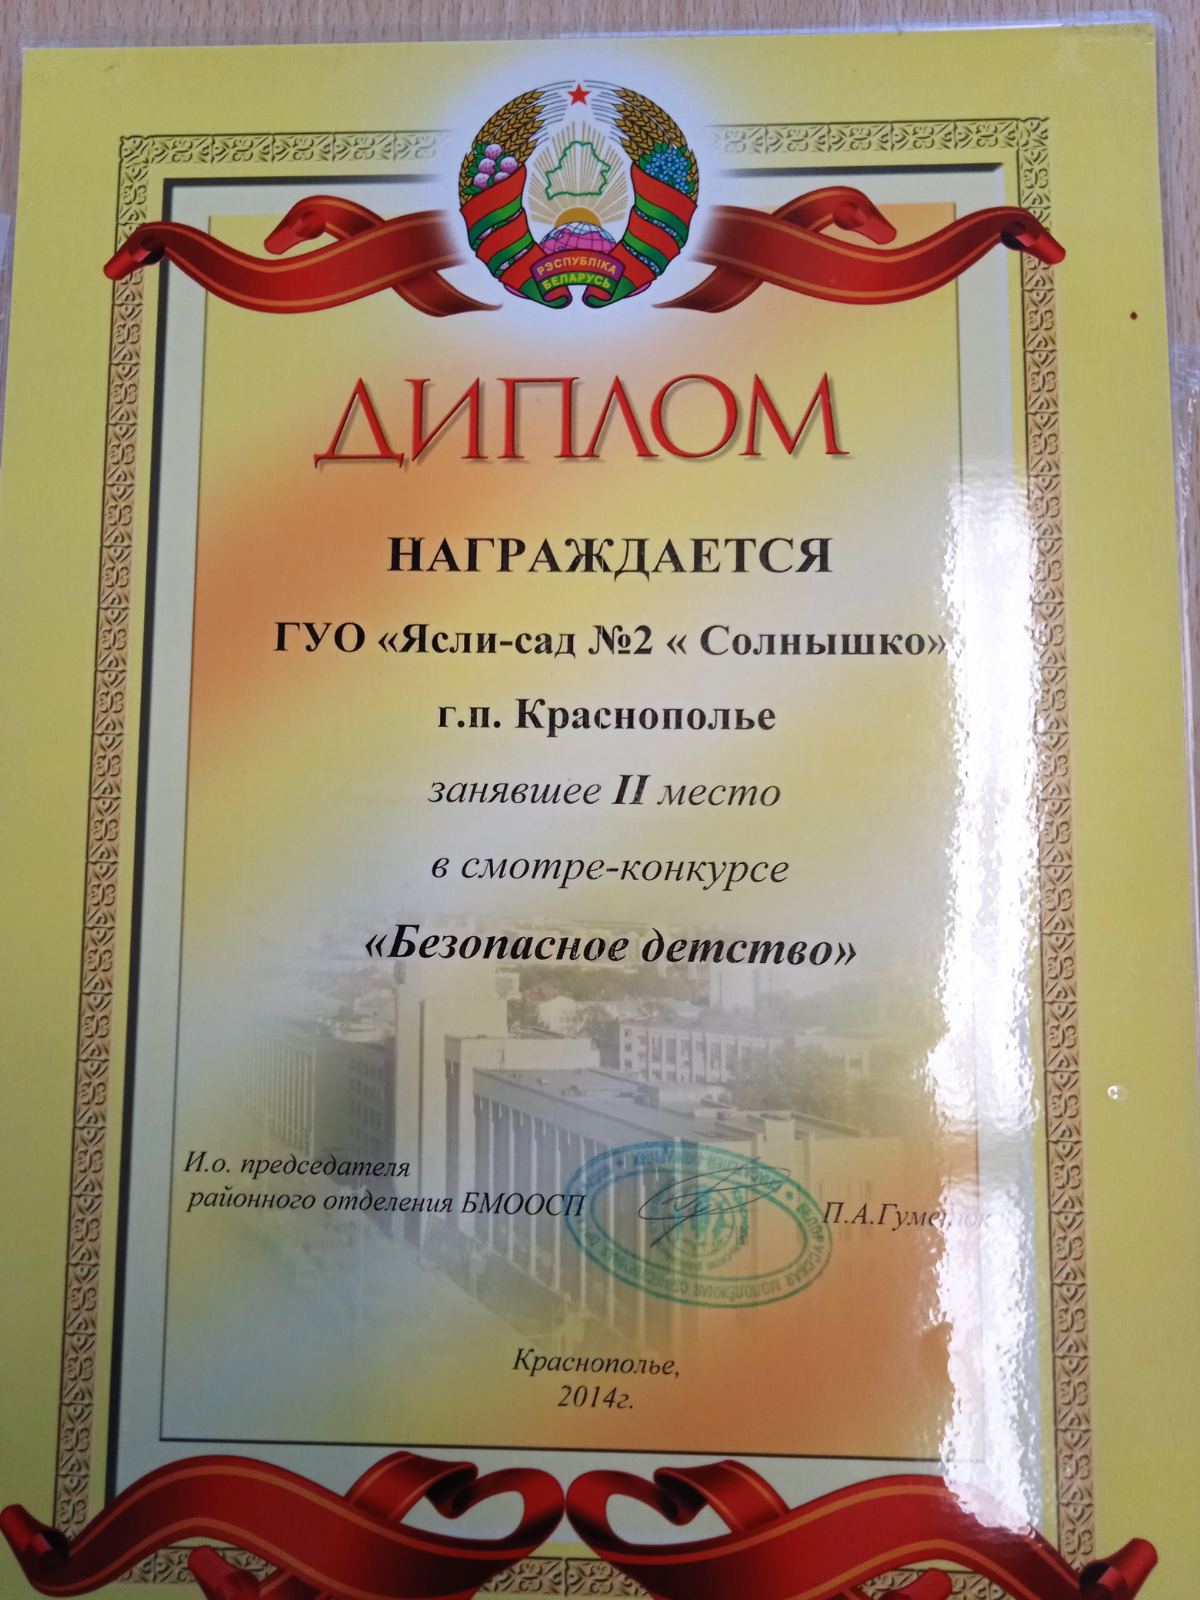 РЭСПУБЛІКА
БЕЛАРУСЬ
ДИПЛОМ
НАГРАЖДАЕТСЯ
ГУО «Ясли-сад №2 « Солнышко»
г.п. Краснополье
занявшее II место
в смотре-конкурсе
«Безопасное детство»
И.о. председателя
районного отделения БМООСП
П.А.
Краснополье,
2014г.